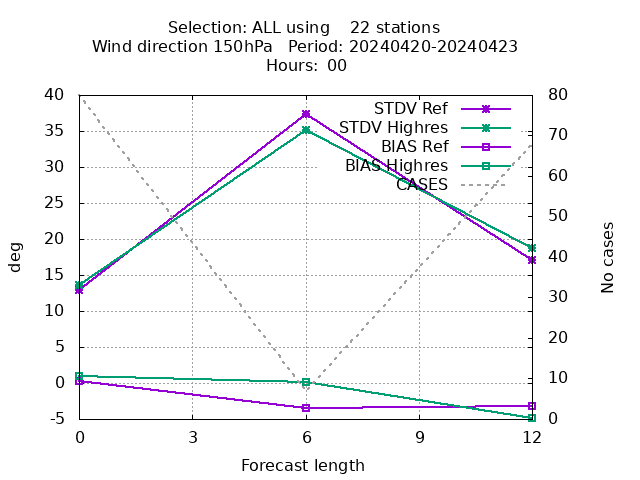 Selection: ALL using    22 stations
Wind direction 150hPa   Period: 20240420-20240423
Hours: 00
40 80
35 70
30 60
25 50
20 40
15 30
10 20
5 10
0 0
-5
deg
No cases
STDV Ref
STDV Highres
BIAS Ref
BIAS Highres
CASES
0 3 6 9 12
Forecast length